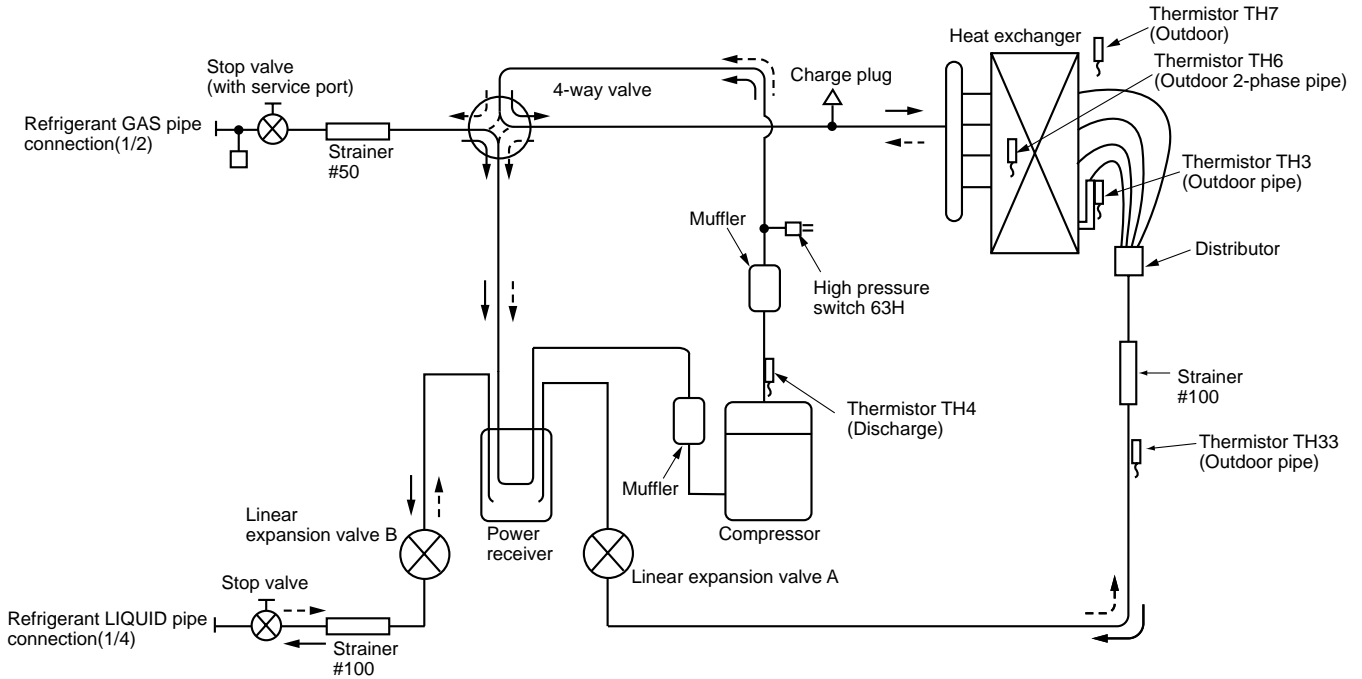 Thermistor TH7
(Outdoor)
Heat exchanger
Thermistor TH6
(Outdoor 2-phase pipe)
Stop valve
(with service port)
4-way valve
Charge plug
Refrigerant GAS pipe
connection(1/2)
Strainer
#50
Thermistor TH3
(Outdoor pipe)
Muffler
Distributor
High pressure
switch 63H
Strainer
#100
Thermistor TH4
(Discharge)
Thermistor TH33
(Outdoor pipe)
Muffler
Linear
expansion valve B
Power
receiver
Compressor
Linear expansion valve A
Stop valve
Refrigerant LIQUID pipe
connection(1/4)
Strainer
#100